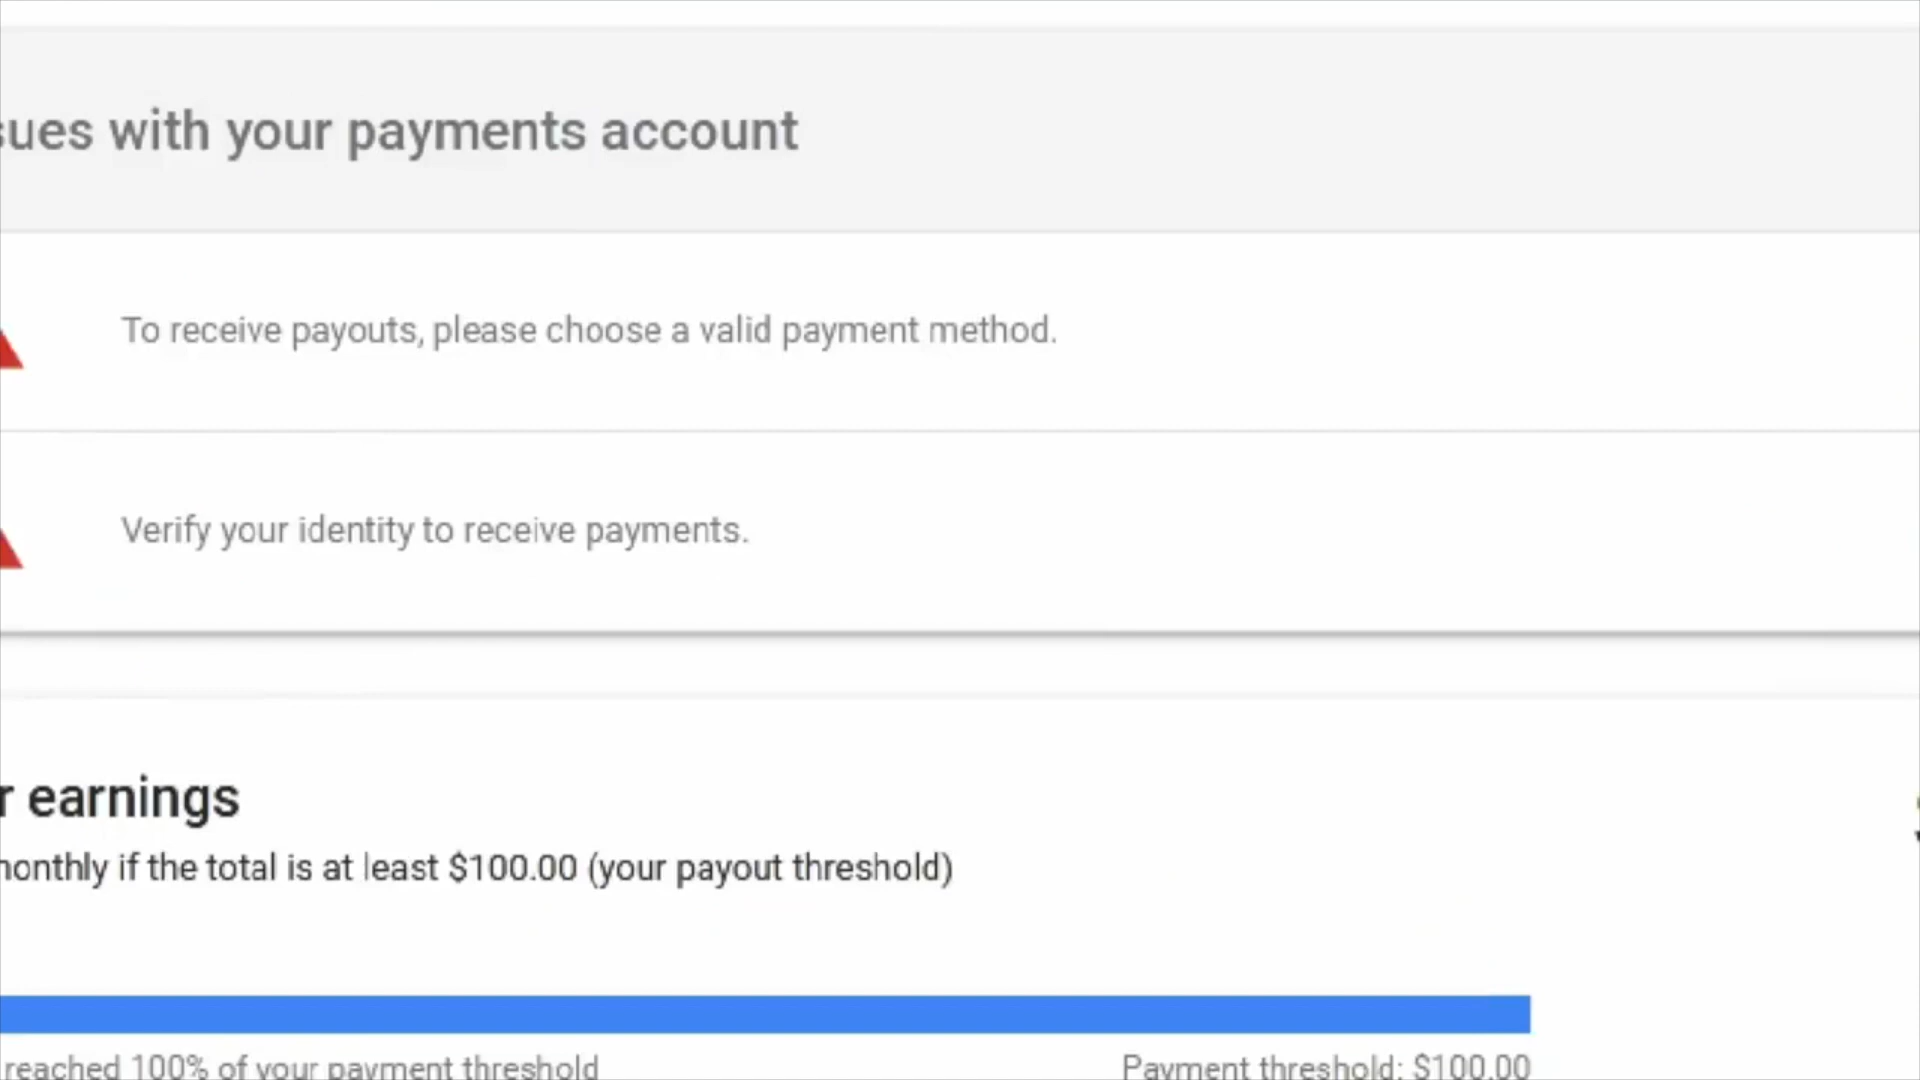 sues with your payments account
To receive payouts, please choose a valid payment method.
Verify your identity to receive payments.
r earnings
monthly if the total is at least $100.00 (your payout threshold)
reached 100% of your payment threshold
Payment threshold: $100.00